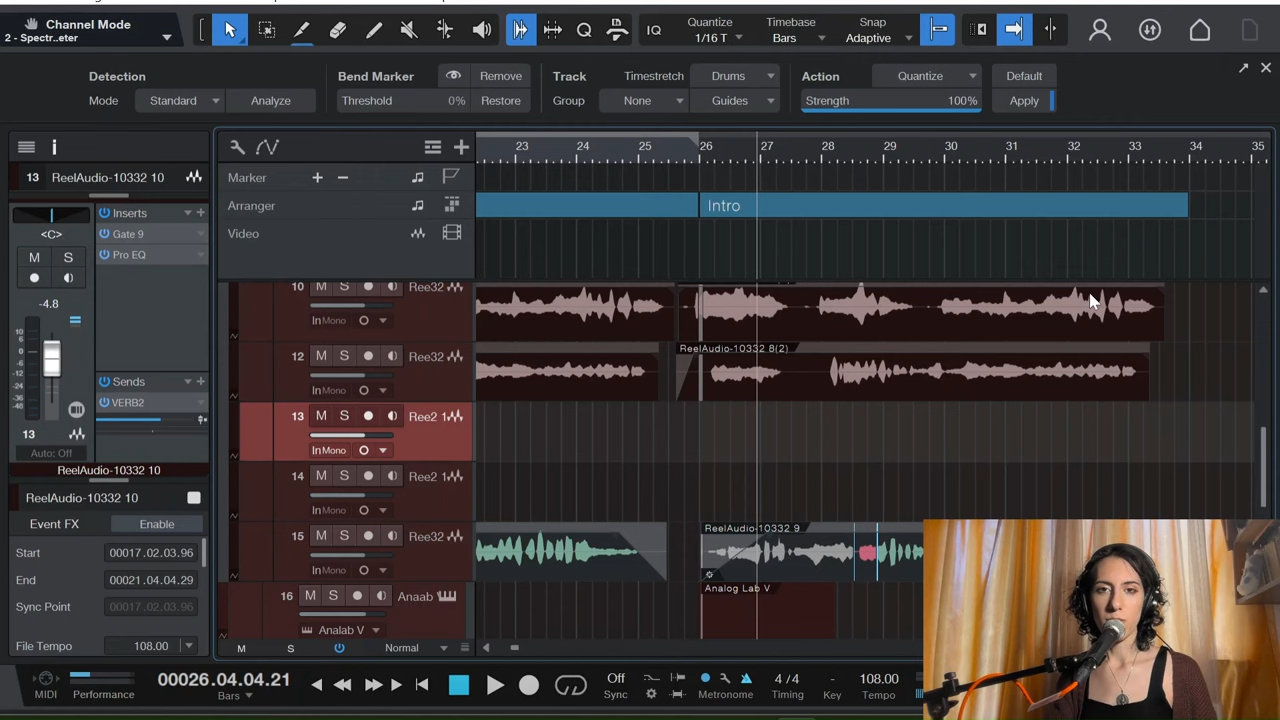 Channel Mode
2 - Spectr..eter
IQ
Quantize
1/16 T
Timebase
Bars
Snap
Adaptive
Detection
Mode
Standard
Analyze
Bend Marker
Remove
Threshold
0%
Restore
Track
Timestretch
Drums
Group
None
Guides
Action
Quantize
Default
Strength
100%
Apply
13
ReelAudio-10332 10
<C>
M
S
-4.8
Inserts
Gate 9
Pro EQ
Sends
VERB2
13
Auto: Off
ReelAudio-10332 10
ReelAudio-10332 10
Event FX
Enable
Start
00017.02.03.96
End
00021.04.04.29
Sync Point
00017.02.03.96
File Tempo
108.00
23 24 25 26 27 28 29 30 31 32 33 34 35
Marker
Arranger
Intro
Video
10 M S Ree32
In Mono
12 M S Ree32
In Mono
ReelAudio-10332 8(2)
13 M S Ree2 1
In Mono
14 M S Ree2 1
In Mono
15 M S Ree32
In Mono
ReelAudio-10332 9
16 M S Anaab
Analab V
Analog Lab V
M S Normal
MIDI
Performance
00026.04.04.21
Bars
Off
Sync
Metronome
4 / 4
Timing
Key
108.00
Tempo